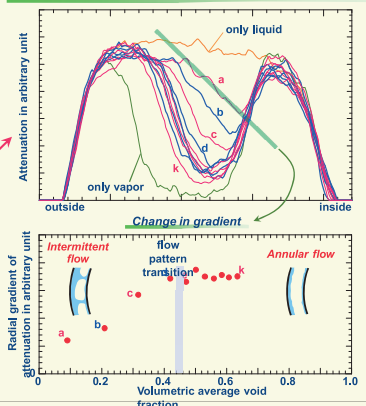 only liquid
Attenuation in arbitrary unit
a
b
c
d
k
only vapor
outside
inside
Change in gradient
Radial gradient of
attenuation in arbitrary unit
Intermittent
flow
flow
pattern
transition
Annular flow
a
b
c
k
0
0 0.2 0.4 0.6 0.8 1.0
Volumetric average void
fraction